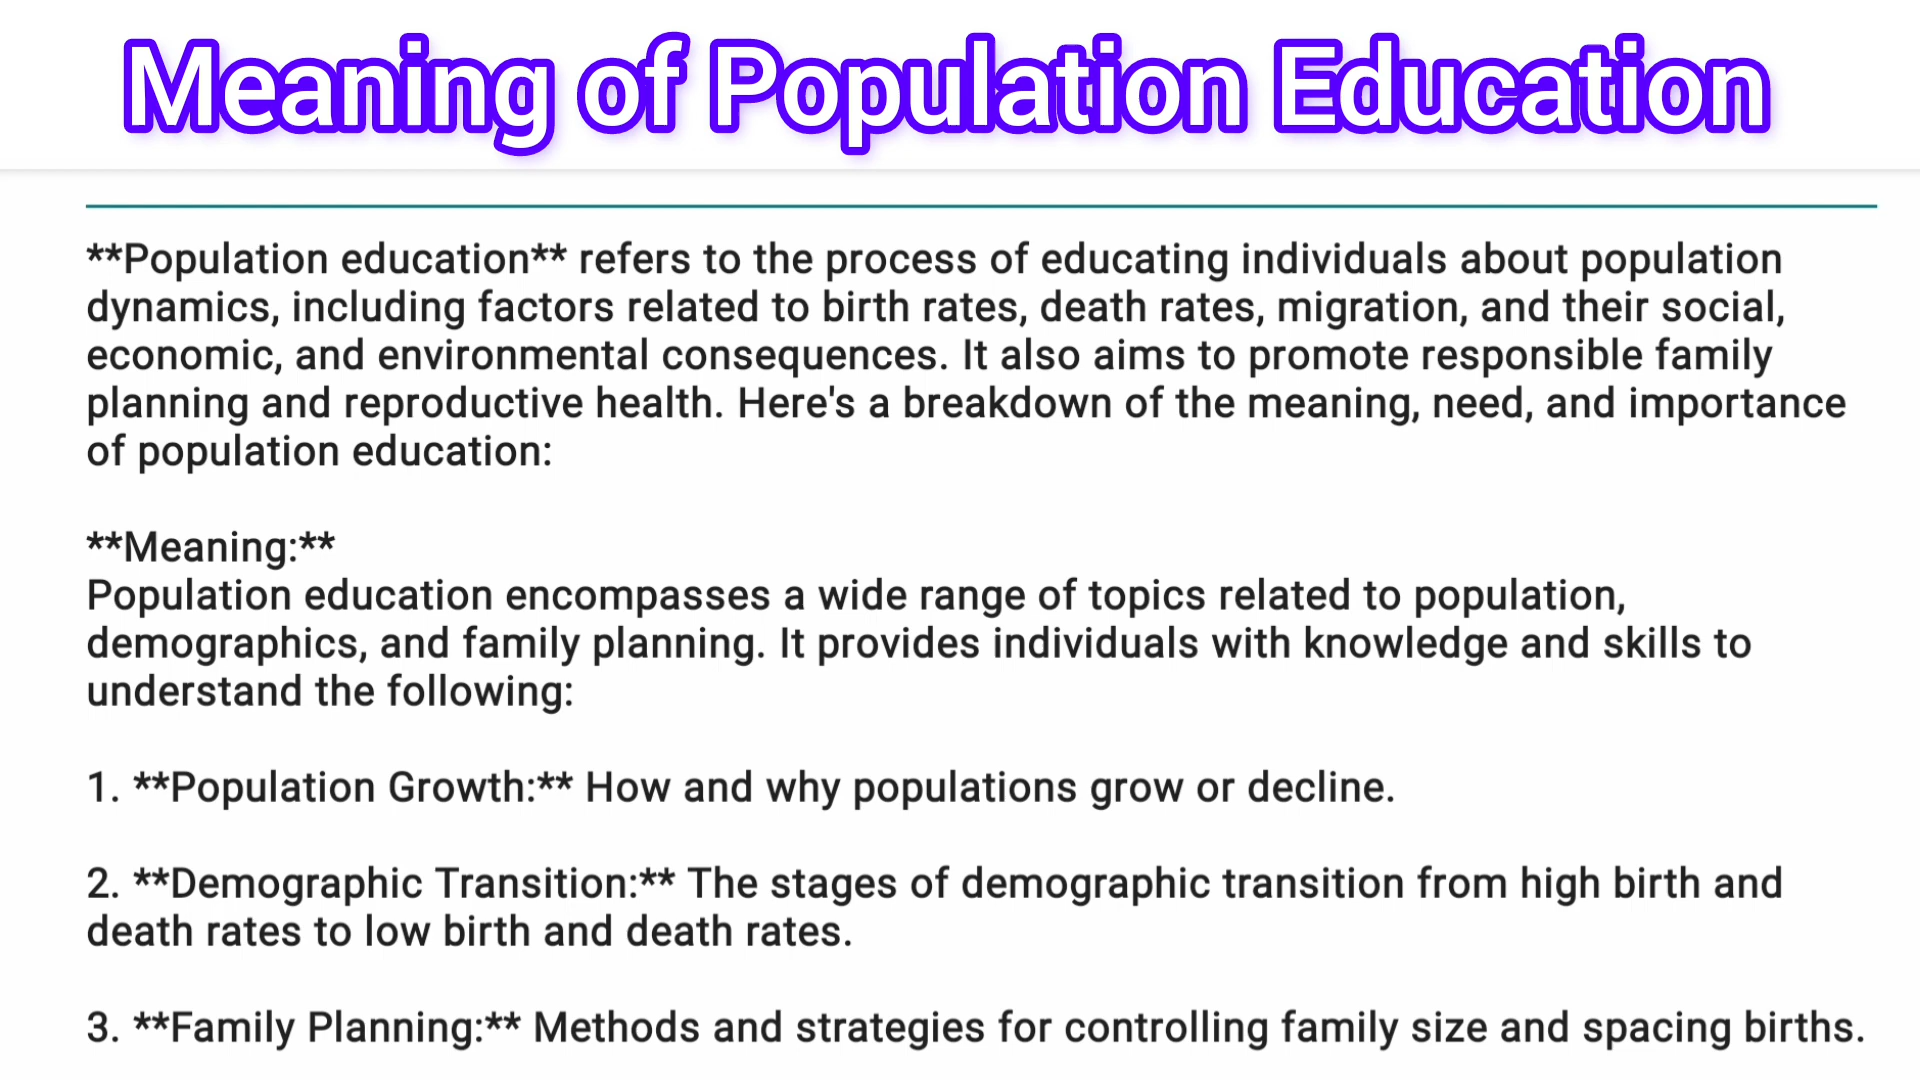 Meaning of Population Education
**Population education** refers to the process of educating individuals about population
dynamics, including factors related to birth rates, death rates, migration, and their social,
economic, and environmental consequences. It also aims to promote responsible family
planning and reproductive health. Here's a breakdown of the meaning, need, and importance
of population education:
**Meaning:**
Population education encompasses a wide range of topics related to population,
demographics, and family planning. It provides individuals with knowledge and skills to
understand the following:
1. **Population Growth:** How and why populations grow or decline.
2. **Demographic Transition:** The stages of demographic transition from high birth and
death rates to low birth and death rates.
3. **Family Planning:** Methods and strategies for controlling family size and spacing births.